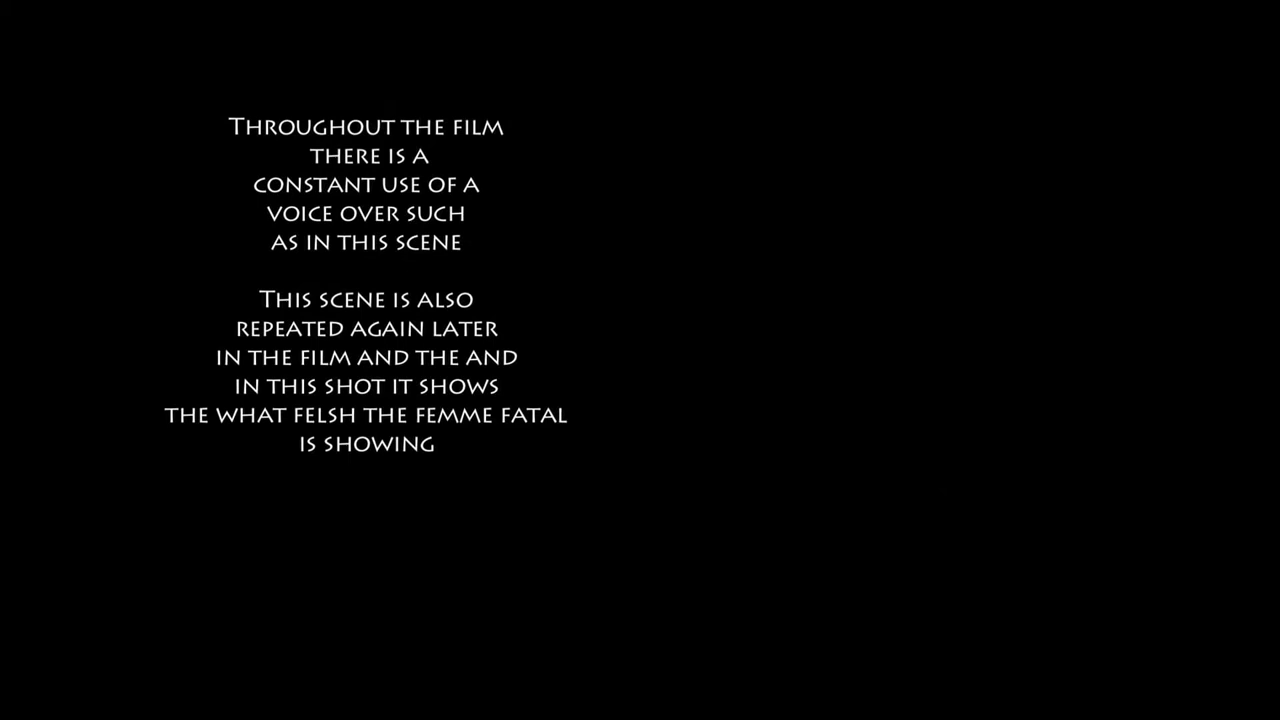 Throughout the film
there is a
constant use of a
voice over such
as in this scene
This scene is also
repeated again later
in the film and the and
in this shot it shows
the what felsh the femme fatal
is showing